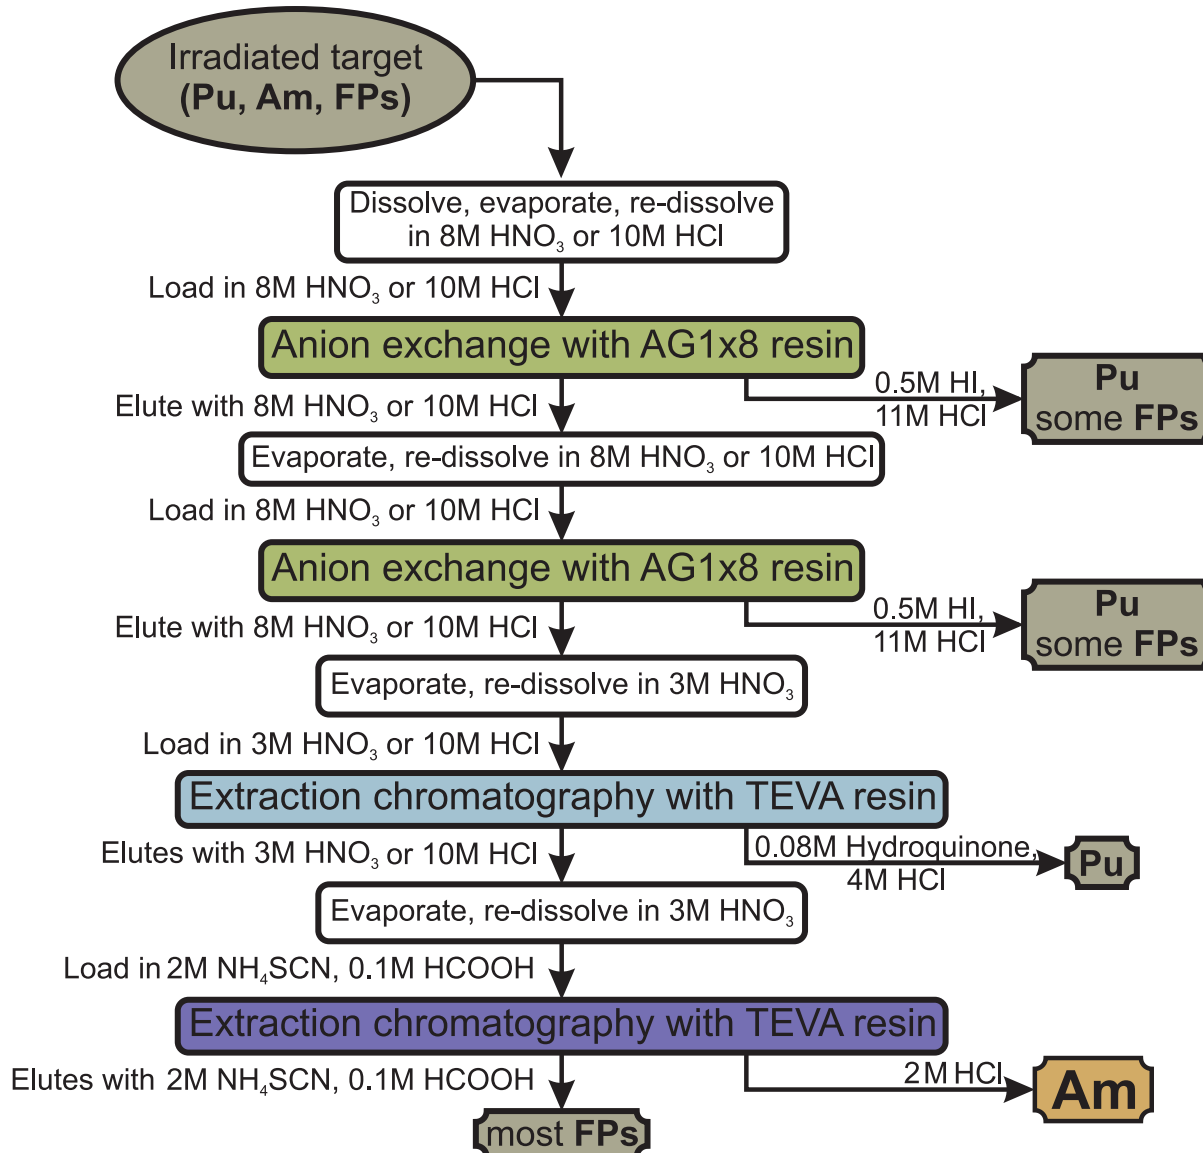 Irradiated target
(Pu, Am, FPs)
Dissolve, evaporate, re-dissolve
in 8M HNO₃ or 10M HCl
Load in 8M HNO₃ or 10M HCl
Anion exchange with AG1x8 resin
0.5M HI,
11M HCl
Pu
some FPs
Elute with 8M HNO₃ or 10M HCl
Evaporate, re-dissolve in 8M HNO₃ or 10M HCl
Load in 8M HNO₃ or 10M HCl
Anion exchange with AG1x8 resin
0.5M HI,
11M HCl
Pu
some FPs
Elute with 8M HNO₃ or 10M HCl
Evaporate, re-dissolve in 3M HNO₃
Load in 3M HNO₃ or 10M HCl
Extraction chromatography with TEVA resin
0.08M Hydroquinone,
4M HCl
Pu
Elutes with 3M HNO₃ or 10M HCl
Evaporate, re-dissolve in 3M HNO₃
Load in 2M NH₄SCN, 0.1M HCOOH
Extraction chromatography with TEVA resin
2M HCl
Am
Elutes with 2M NH₄SCN, 0.1M HCOOH
most FPs